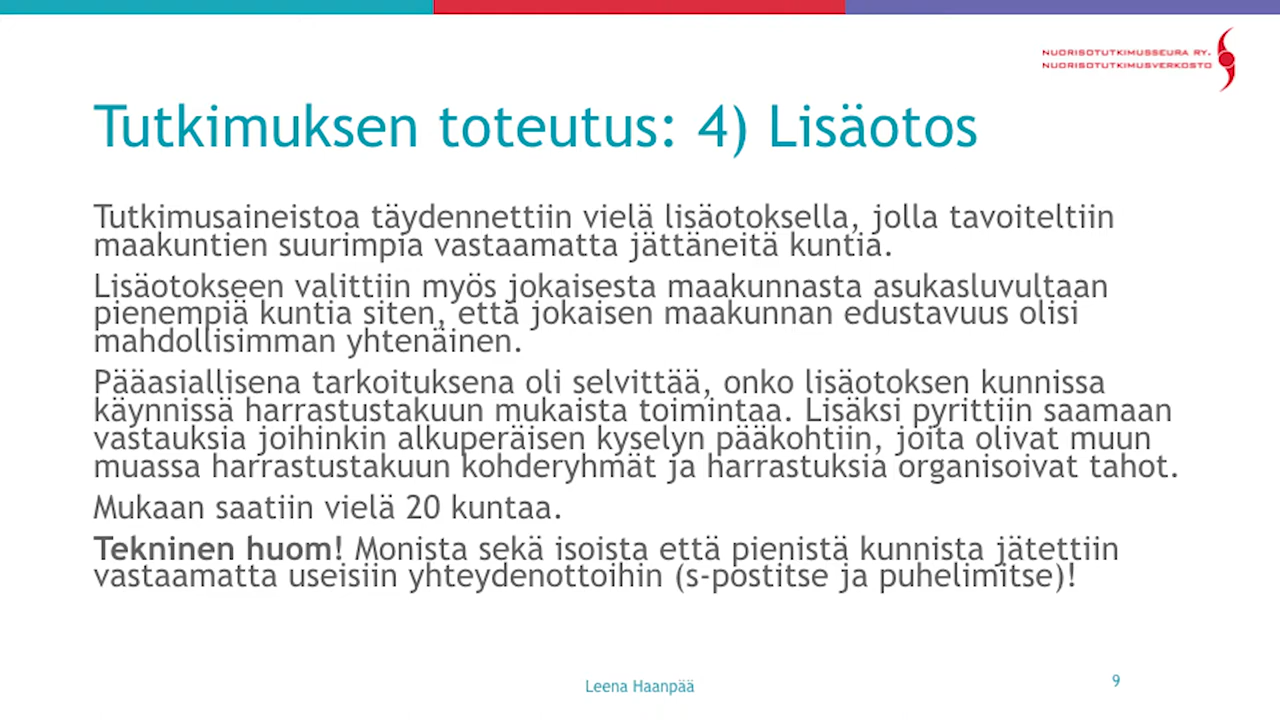 NUORISOTUTKIMUSSEURA RY.
NUORISOTUTKIMUSVERKOSTO
Tutkimuksen toteutus: 4) Lisäotos
Tutkimusaineistoa täydennettiin vielä lisäotoksella, jolla tavoiteltiin
maakuntien suurimpia vastaamatta jättäneitä kuntia.
Lisäotokseen valittiin myös jokaisesta maakunnasta asukasluvultaan
pienempiä kuntia siten, että jokaisen maakunnan edustavuus olisi
mahdollisimman yhtenäinen.
Pääasiallisena tarkoituksena oli selvittää, onko lisäotoksen kunnissa
käynnissä harrastustakuun mukaista toimintaa. Lisäksi pyrittiin saamaan
vastauksia joihinkin alkuperäisen kyselyn pääkohtiin, joita olivat muun
muassa harrastustakuun kohderyhmät ja harrastuksia organisoivat tahot.
Mukaan saatiin vielä 20 kuntaa.
Tekninen huom! Monista sekä isoista että pienistä kunnista jätettiin
vastaamatta useisiin yhteydenottoihin (s-postitse ja puhelimitse)!
Leena Haanpää
9